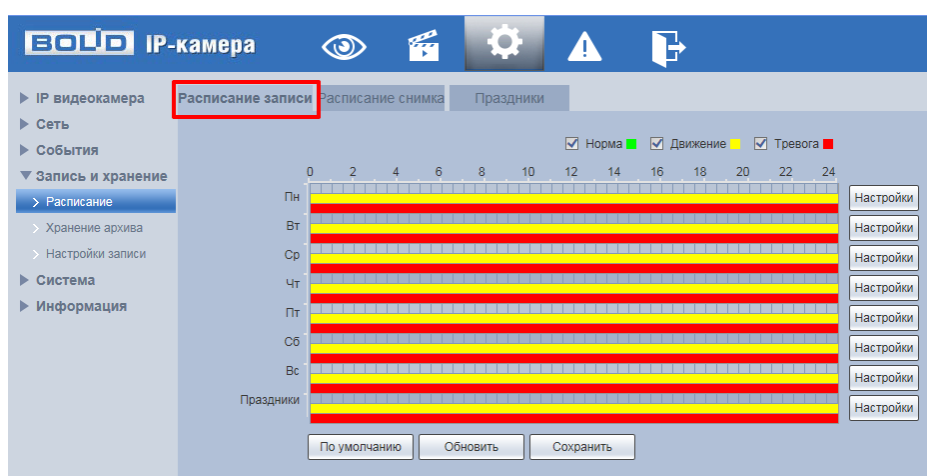 BOLID IP-камера
IP видеокамера
Сеть
События
Запись и хранение
Расписание
Хранение архива
Настройки записи
Система
Информация
Расписание записи Расписание снимка Праздники
Норма Движение Тревога
0 2 4 6 8 10 12 14 16 18 20 22 24
Пн Настройки
Вт Настройки
Ср Настройки
Чт Настройки
Пт Настройки
Сб Настройки
Вс Настройки
Праздники Настройки
По умолчанию Обновить Сохранить